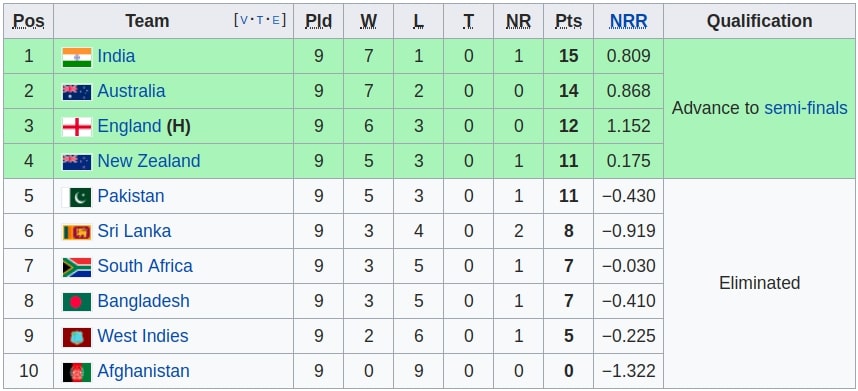 Pos Team [V·T·E] Pld W L T NR Pts NRR Qualification
1 India 9 7 1 0 1 15 0.809
2 Australia 9 7 2 0 0 14 0.868
Advance to semi-finals
3 England (H) 9 6 3 0 0 12 1.152
4 New Zealand 9 5 3 0 1 11 0.175
5 Pakistan 9 5 3 0 1 11 −0.430
6 Sri Lanka 9 3 4 0 2 8 −0.919
7 South Africa 9 3 5 0 1 7 −0.030
Eliminated
8 Bangladesh 9 3 5 0 1 7 −0.410
9 West Indies 9 2 6 0 1 5 −0.225
10 Afghanistan 9 0 9 0 0 0 −1.322